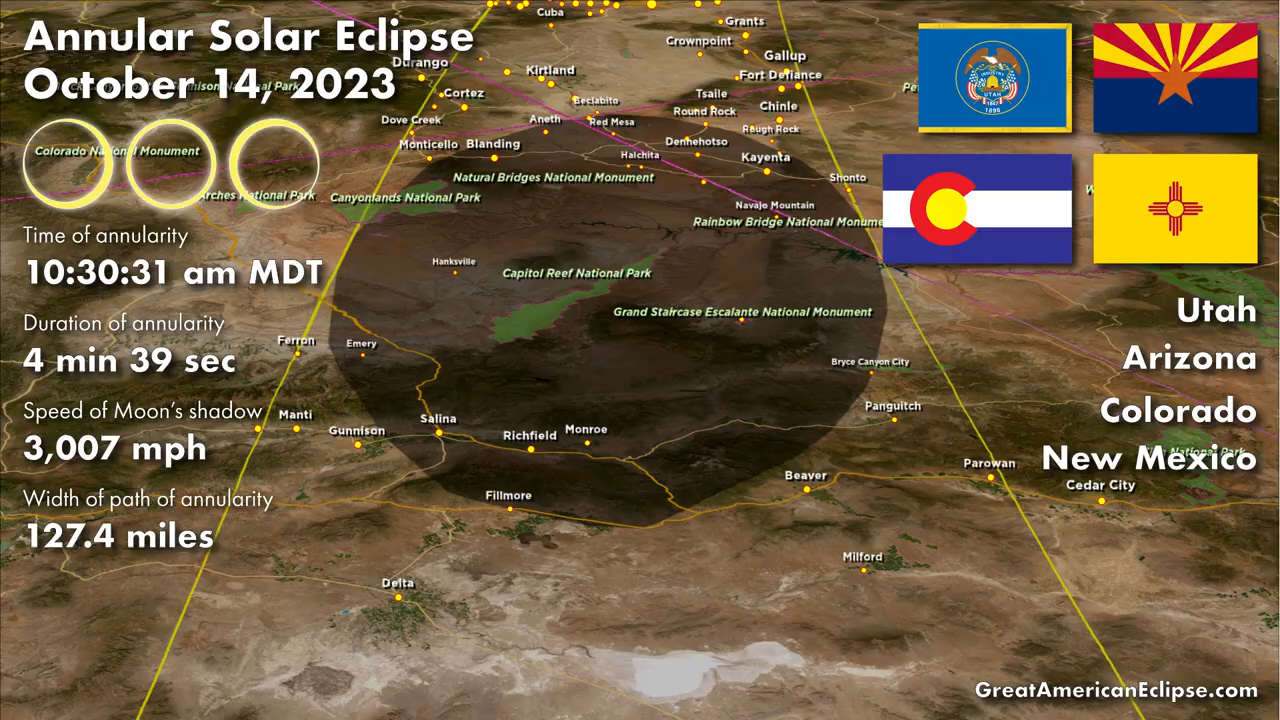 Annular Solar Eclipse
October 14, 2023
Time of annularity
10:30:31 am MDT
Duration of annularity
4 min 39 sec
Speed of Moon's shadow
3,007 mph
Width of path of annularity
127.4 miles
Cuba
Grants
Crownpoint
Gallup
Durango
Kirtland
Fort Defiance
Cortez
Beclabito
Tsaile
Chinle
Dove Creek
Aneth
Red Mesa
Round Rock
Rough Rock
Monticello
Blanding
Halchita
Dennehotso
Kayenta
Colorado National Monument
Natural Bridges National Monument
Shonto
Arches National Park
Canyonlands National Park
Navajo Mountain
Rainbow Bridge National Monume
Hanksville
Capitol Reef National Park
Grand Staircase Escalante National Monument
Ferron
Emery
Bryce Canyon City
Manti
Gunnison
Salina
Richfield
Monroe
Panguitch
Fillmore
Beaver
Parowan
Cedar City
Delta
Milford
INDUSTRY
UTAH
1847
1896
Utah
Arizona
Colorado
New Mexico
GreatAmericanEclipse.com